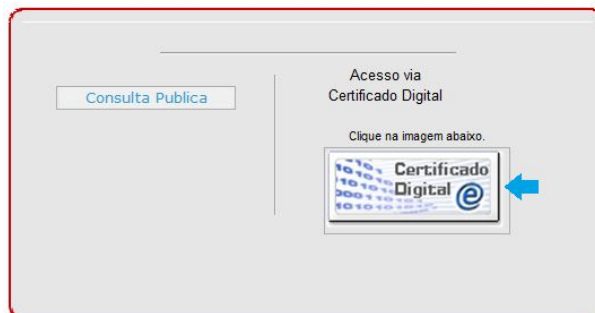 Consulta Publica
Acesso via
Certificado Digital
Clique na imagem abaixo.
Certificado
Digital